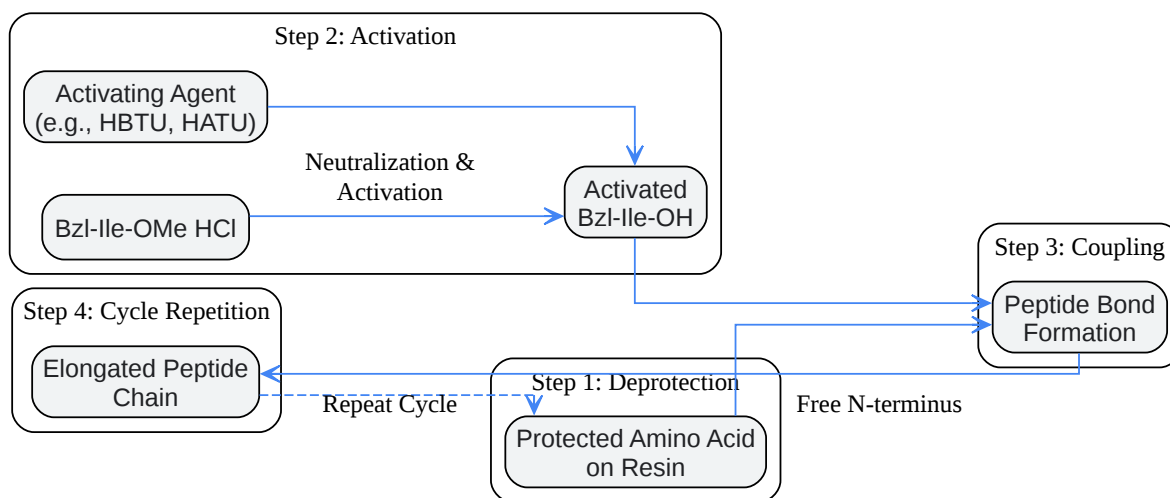 Step 2: Activation
Activating Agent
(e.g., HBTU, HATU)
Neutralization &
Activation
Bzl-Ile-OMe HCl
Activated
Bzl-Ile-OH
Step 3: Coupling
Peptide Bond
Formation
Step 4: Cycle Repetition
Elongated Peptide
Chain
Repeat Cycle
Step 1: Deprotection
Protected Amino Acid
on Resin
Free N-terminus